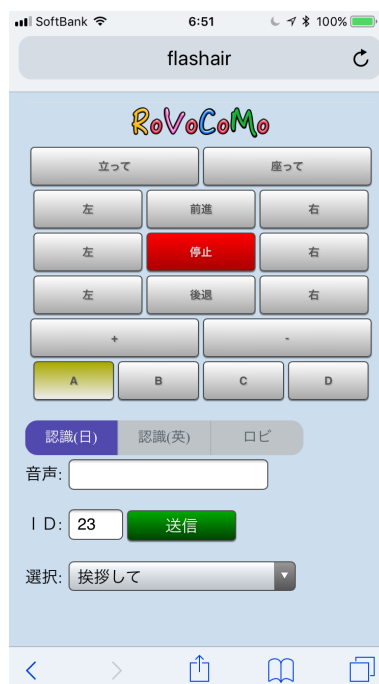 SoftBank 6:51 100%
flashair
RoVoCoMo
立って 座って
左 前進 右
左 停止 右
左 後退 右
+ -
A B C D
認識(日) 認識(英) ロビ
音声:
ＩＤ: 23 送信
選択: 挨拶して